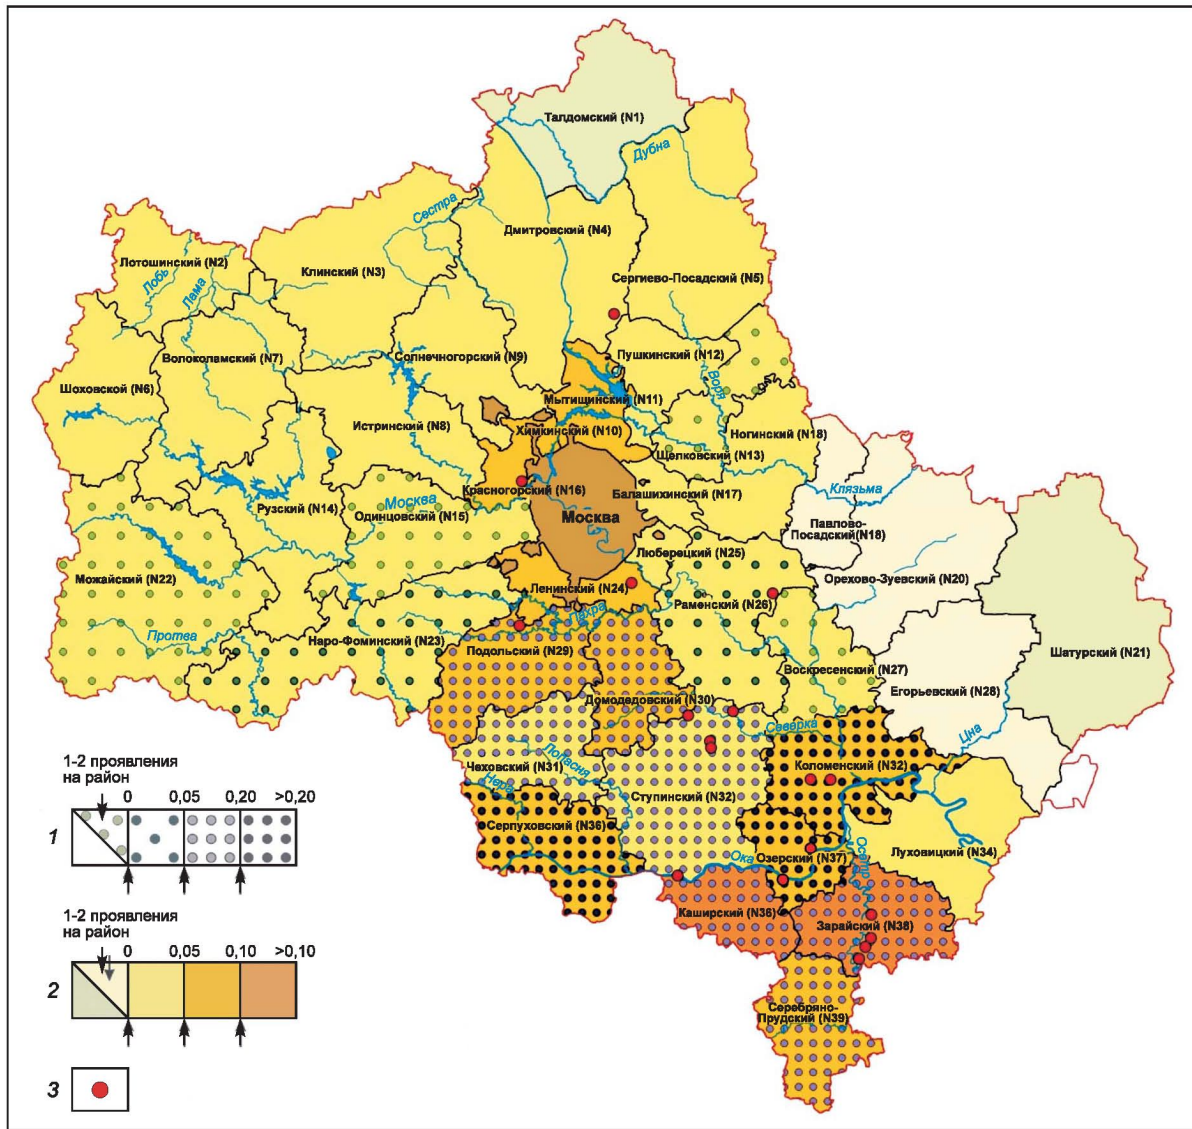 Талдомский (N1)
Дубна
Сестра
Дмитровский (N4)
Лотошинский (N2)
Клинский (N3)
Сергиево-Посадский (N5)
Лобь
Лама
Волоколамский (N7)
Солнечногорский (N9)
Пушкинский (N12)
Шоховской (N6)
Воря
Мытищинский (N11)
Истринский (N8)
Химкинский (N10)
Ногинский (N18)
Щелковский (N13)
Красногорский (N16)
Балашихинский (N17)
Клязьма
Москва
Рузский (N14)
Одинцовский (N15)
Москва
Павлово-
Посадский(N18)
Люберецкий (N25)
Можайский (N22)
Орехово-Зуевский (N20)
Ленинский (N24)
Раменский (N26)
Пехра
Протва
Наро-Фоминский (N23)
Подольский (N29)
Шатурский (N21)
Воскресенский (N27)
Егорьевский (N28)
Домодедовский (N30)
Северка
Цна
Лопасня
Чеховский (N31)
Коломенский (N32)
Нера
Ступинский (N32)
Серпуховский (N36)
Осетр
Луховицкий (N34)
Ока
Озерский (N37)
Каширский (N36)
Зарайский (N38)
Серебряно-
Прудский (N39)
1-2 проявления
на район
0 0,05 0,20 >0,20
1
1-2 проявления
на район
0 0,05 0,10 >0,10
2
3